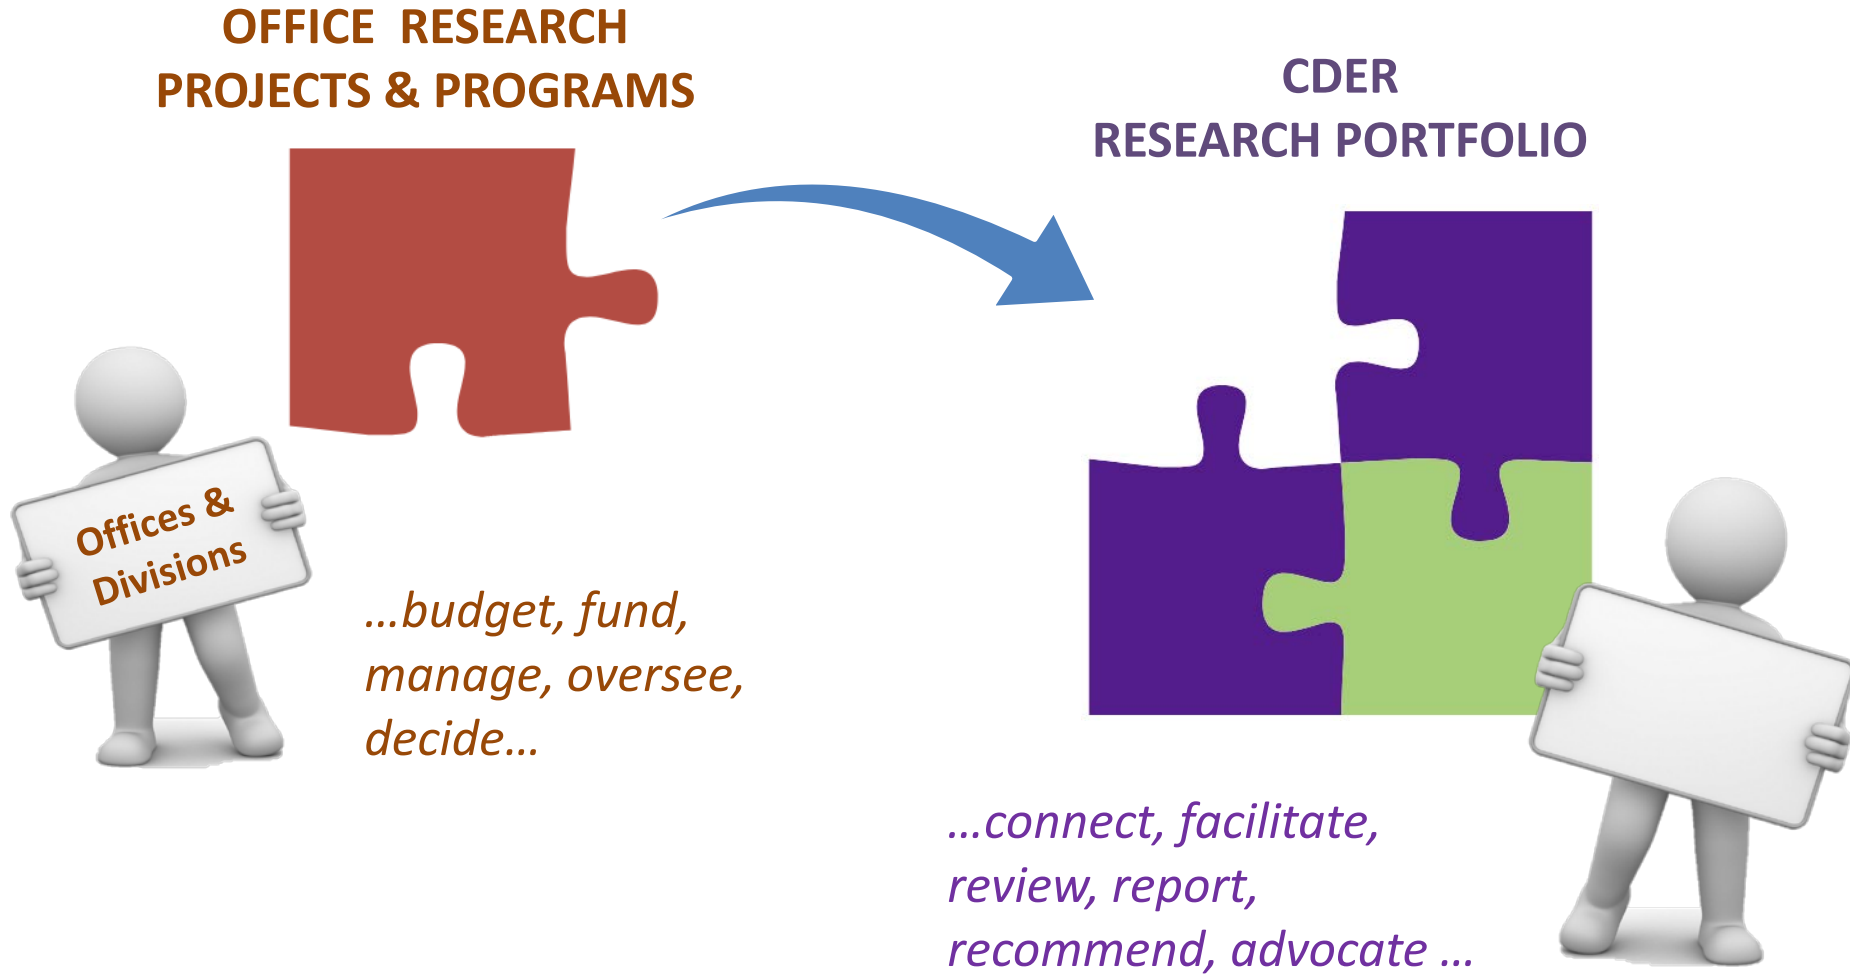 OFFICE  RESEARCH
PROJECTS & PROGRAMS
CDER
RESEARCH PORTFOLIO
Offices &
Divisions
...budget, fund,
manage, oversee,
decide...
...connect, facilitate,
review, report,
recommend, advocate ...